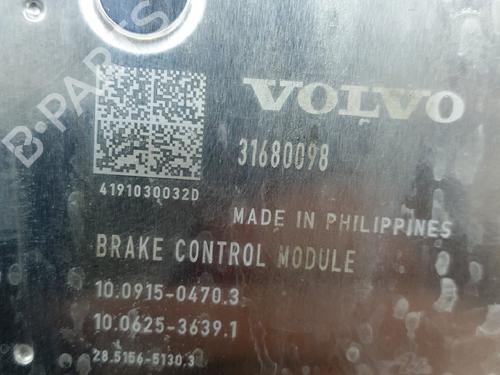 B-PARTS
VOLVO
31680098
4191030032D
MADE IN PHILIPPINES
BRAKE CONTROL MODULE
10.0915-0470.3
10.0625-3639.1
28.5156-5130.3